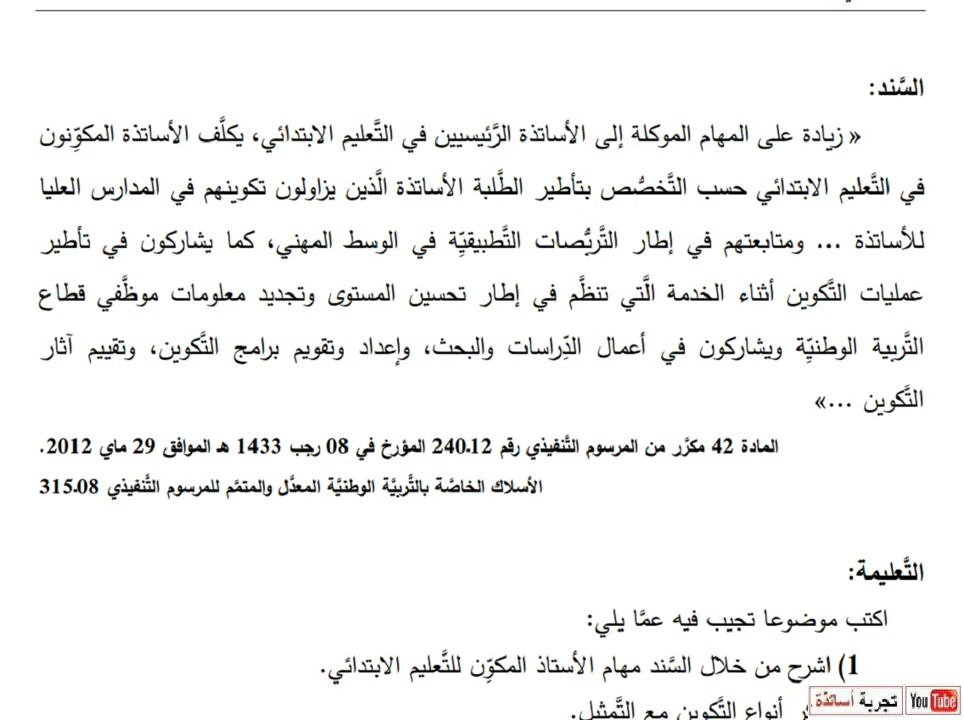 السَّند:
« زيادة على المهام الموكلة إلى الأساتذة الرَّئيسيين في التَّعليم الابتدائي، يكلَّف الأساتذة المكوِّنون
في التَّعليم الابتدائي حسب التَّخصُّص بتأطير الطَّلبة الأساتذة الَّذين يزاولون تكوينهم في المدارس العليا
للأساتذة ... ومتابعتهم في إطار التَّربُّصات التَّطبيقيَّة في الوسط المهني، كما يشاركون في تأطير
عمليات التَّكوين أثناء الخدمة الَّتي تنظَّم في إطار تحسين المستوى وتجديد معلومات موظَّفي قطاع
التَّربية الوطنيَّة ويشاركون في أعمال الدِّراسات والبحث، وإعداد وتقويم برامج التَّكوين، وتقييم آثار
التَّكوين ...»
المادة 42 مكرَّر من المرسوم التَّنفيذي رقم 240.12 المؤرخ في 08 رجب 1433 هـ الموافق 29 ماي 2012.
الأسلاك الخاصَّة بالتَّربيَّة الوطنيَّة المعدَّل والمتمَّم للمرسوم التَّنفيذي 315.08
التَّعليمة:
اكتب موضوعا تجيب فيه عمَّا يلي:
1) اشرح من خلال السَّند مهام الأستاذ المكوِّن للتَّعليم الابتدائي.
أنواع التَّكوين مع التَّمثيل.
تجربة أساتذة
YouTube